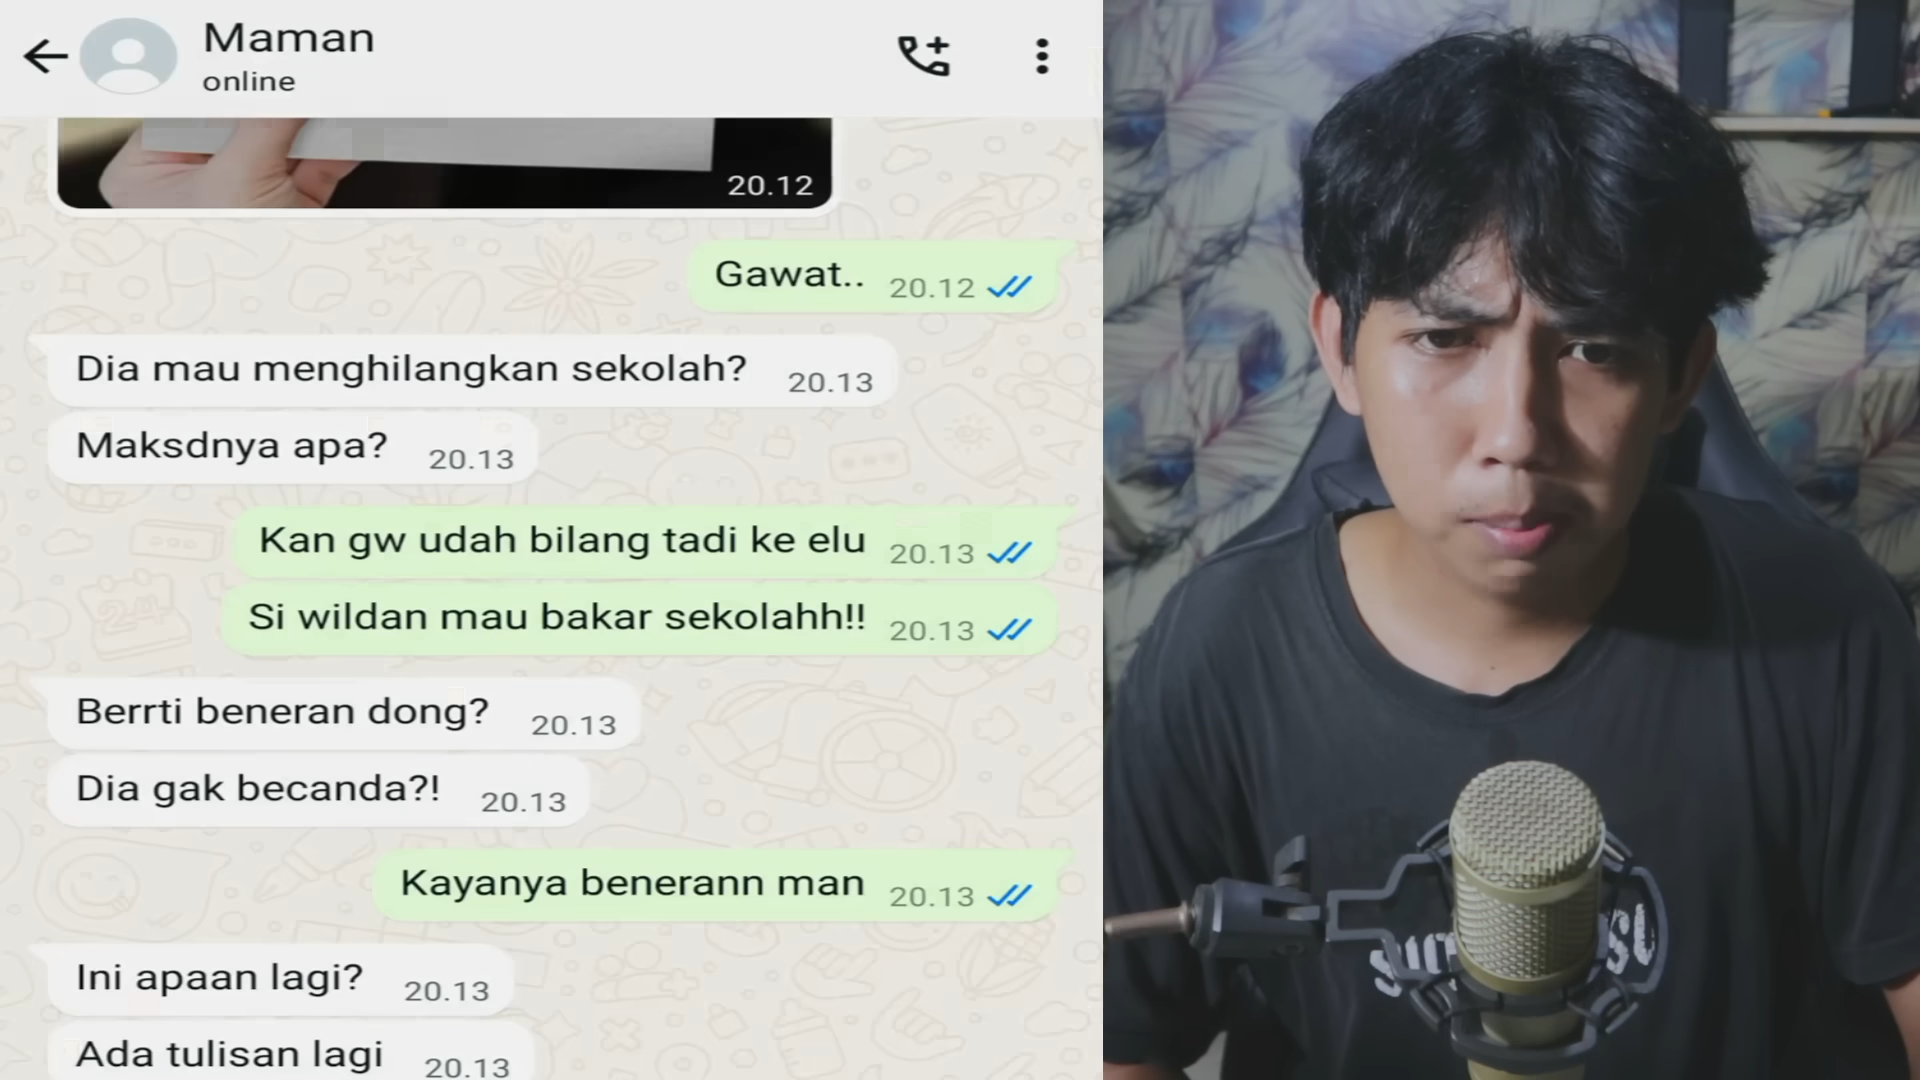 Maman
online
20.12
Gawat.. 20.12
Dia mau menghilangkan sekolah? 20.13
Maksdnya apa? 20.13
Kan gw udah bilang tadi ke elu 20.13
Si wildan mau bakar sekolahh!! 20.13
Berrti beneran dong? 20.13
Dia gak becanda?! 20.13
Kayanya benerann man 20.13
Ini apaan lagi? 20.13
Ada tulisan lagi 20.13